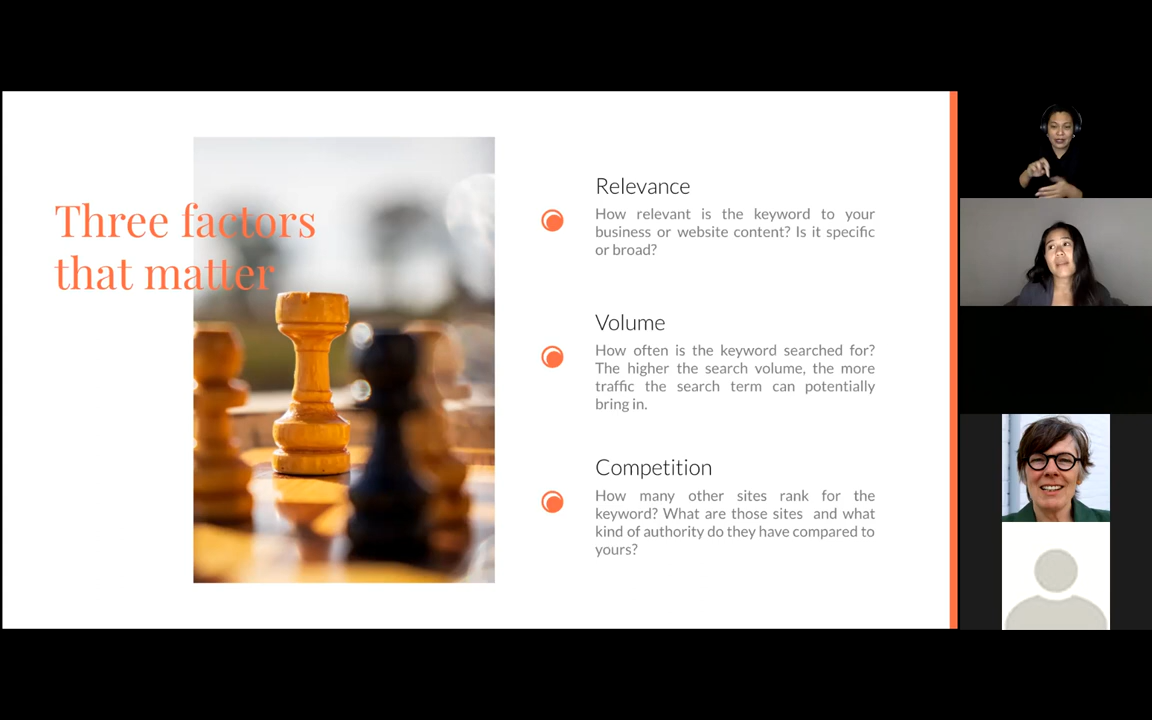 Three factors
that matter
Relevance
How relevant is the keyword to your
business or website content? Is it specific
or broad?
Volume
How often is the keyword searched for?
The higher the search volume, the more
traffic the search term can potentially
bring in.
Competition
How many other sites rank for the
keyword? What are those sites and what
kind of authority do they have compared to
yours?